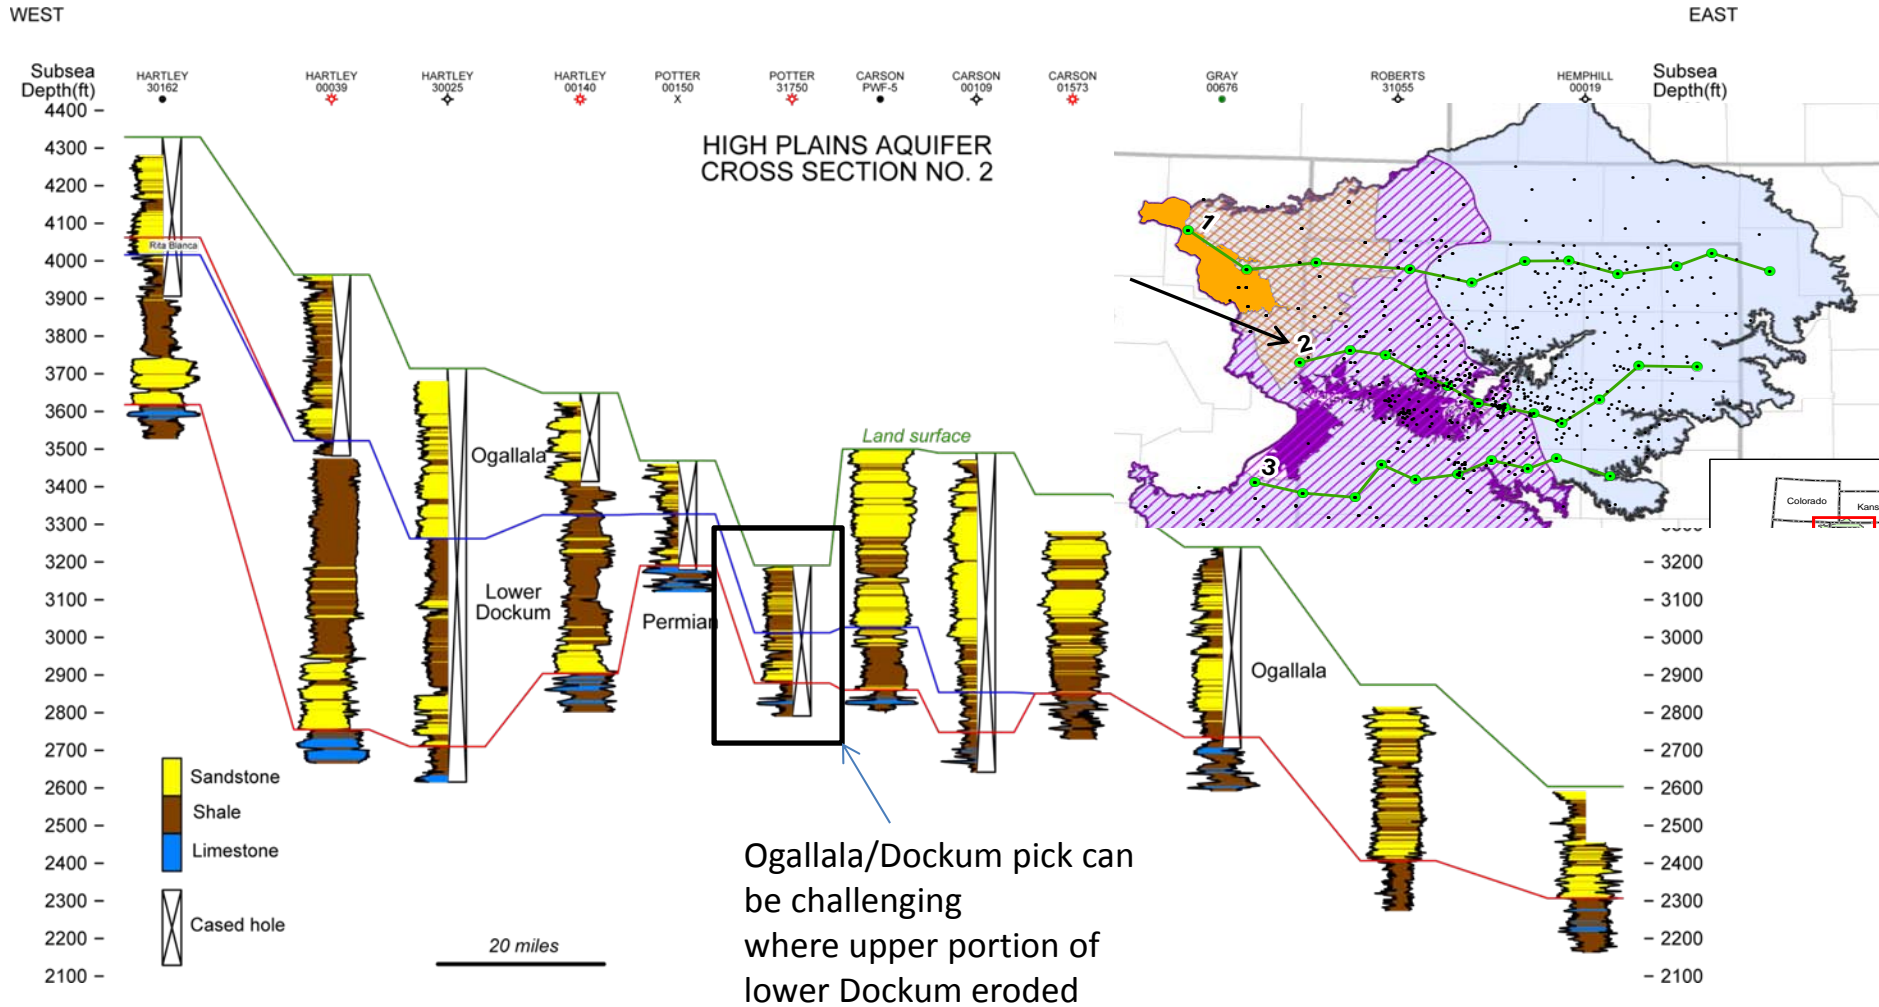 WEST
EAST
Subsea
Depth(ft)
HARTLEY
30162
HARTLEY
00039
HARTLEY
30025
HARTLEY
00140
POTTER
00150
X
POTTER
31750
CARSON
PWF-5
CARSON
00109
CARSON
01573
GRAY
00676
ROBERTS
31055
HEMPHILL
00019
Subsea
Depth(ft)
HIGH PLAINS AQUIFER
CROSS SECTION NO. 2
4400
4300
4200
4100
4000
3900
3800
3700
3600
3500
3400
3300
3200
3100
3000
2900
2800
2700
2600
2500
2400
2300
2200
2100
Rita Blanca
Ogallala
Lower
Dockum
Permian
Land surface
Ogallala
1
2
3
Colorado
Kans
3200
3100
3000
2900
2800
2700
2600
2500
2400
2300
2200
2100
Sandstone
Shale
Limestone
Cased hole
20 miles
Ogallala/Dockum pick can
be challenging
where upper portion of
lower Dockum eroded